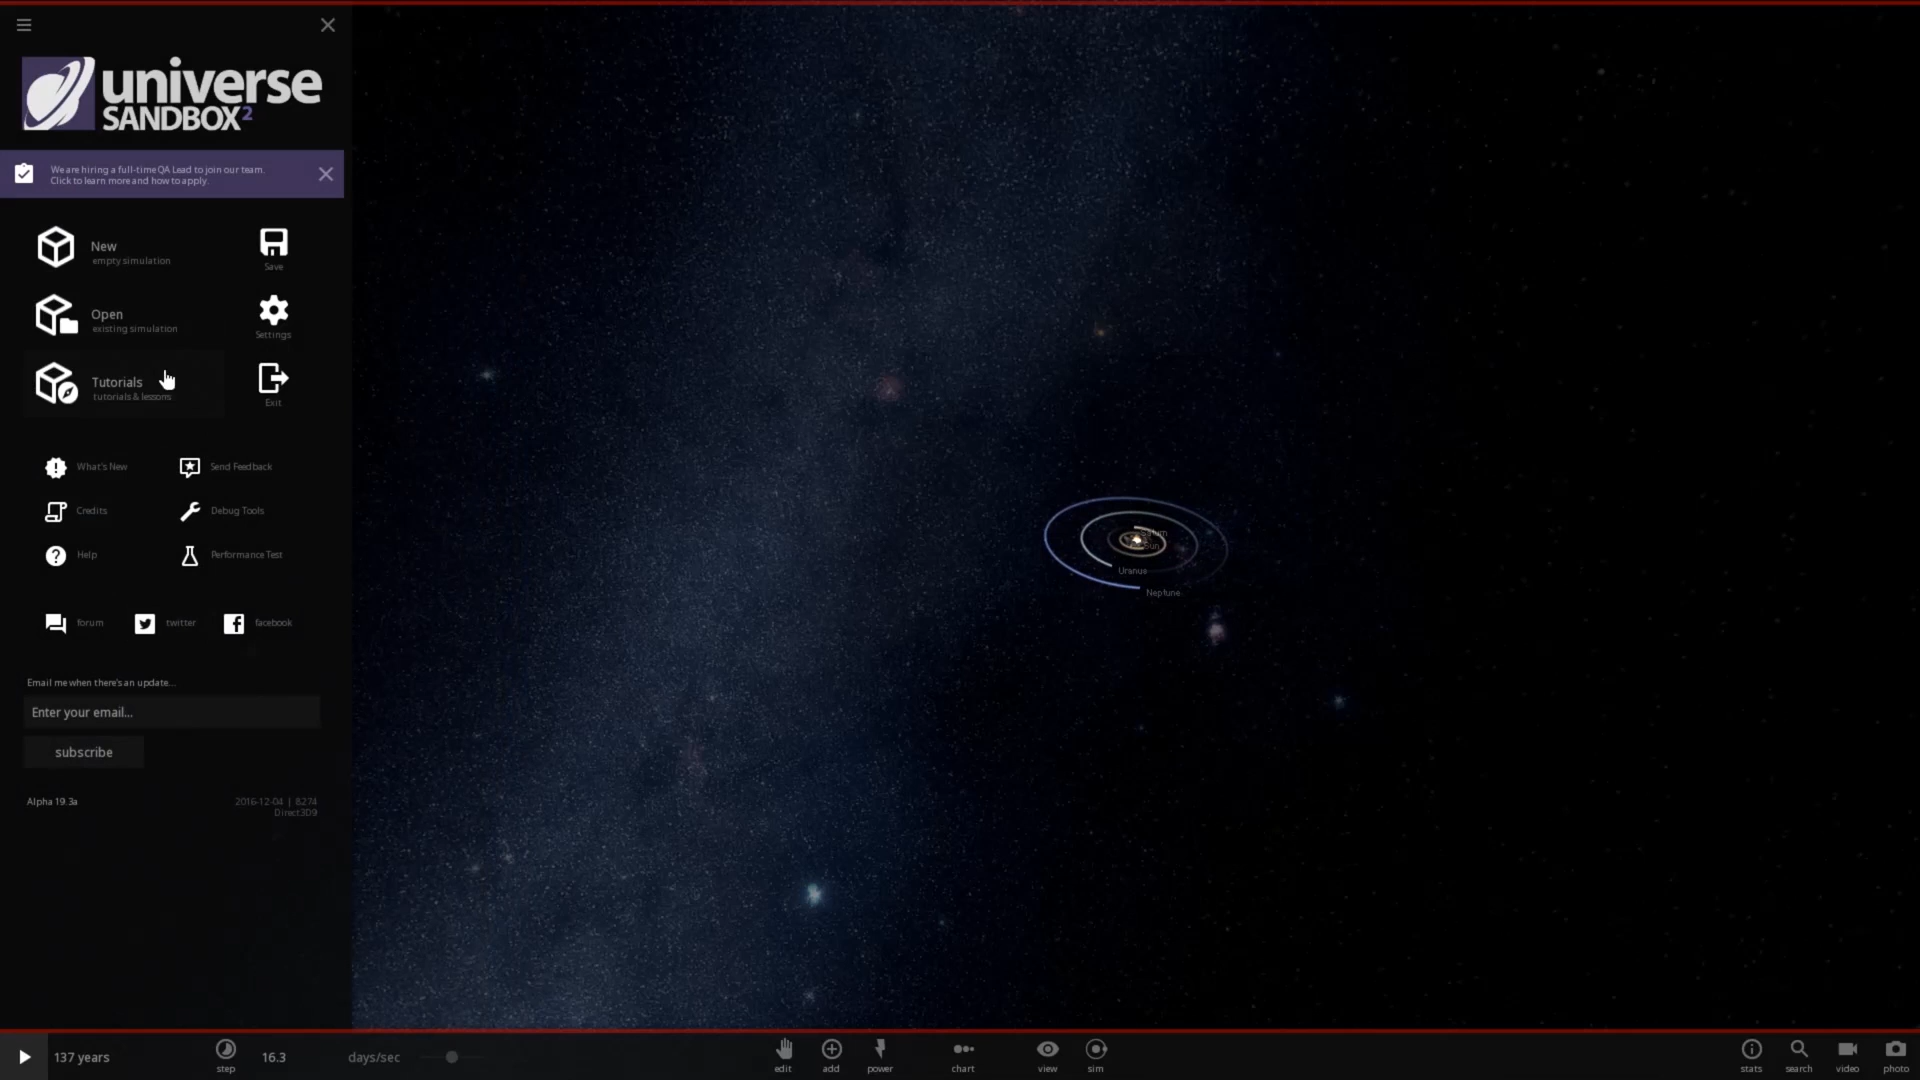 universe
SANDBOX²
We are hiring a full-time QA Lead to join our team.
Click to learn more and how to apply.
New
empty simulation
Save
Open
existing simulation
Settings
Tutorials
tutorials & lessons
Exit
What's New
Send Feedback
Credits
Debug Tools
Help
Performance Test
forum
twitter
facebook
Email me when there's an update...
Enter your email...
subscribe
Alpha 19.3a
2016-12-04 | 8274
Direct3D9
Saturn
Sun
Uranus
Neptune
137 years
step
16.3
days/sec
edit
add
power
chart
view
sim
stats
search
video
photo